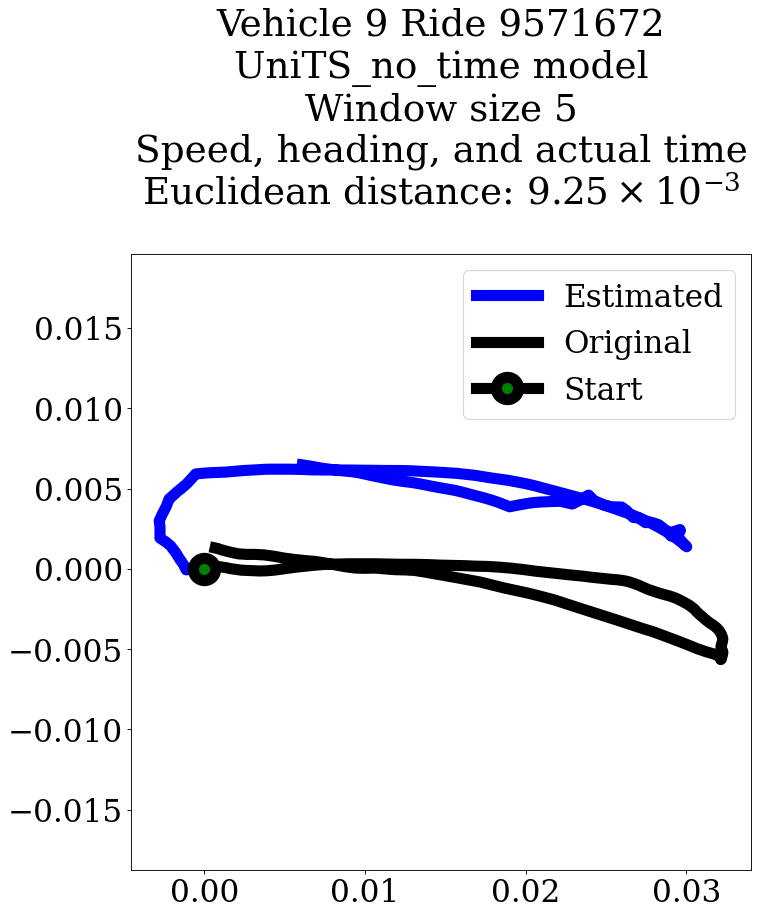 Vehicle 9 Ride 9571672
UniTS_no_time model
Window size 5
Speed, heading, and actual time
Euclidean distance: 9.25 × 10⁻³
Estimated
Original
Start
0.015
0.010
0.005
0.000
−0.005
−0.010
−0.015
0.00 0.01 0.02 0.03